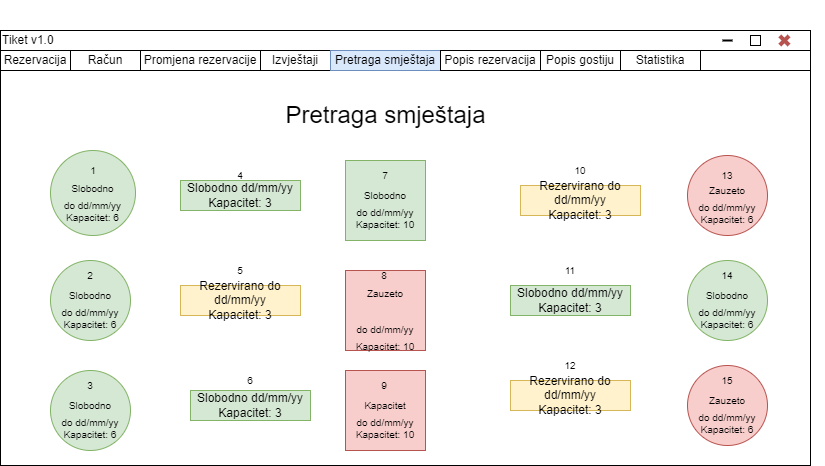 Tiket v1.0
Rezervacija Račun Promjena rezervacije Izvještaji Pretraga smještaja Popis rezervacija Popis gostiju Statistika
Pretraga smještaja
1
Slobodno
do dd/mm/yy
Kapacitet: 6
4
Slobodno dd/mm/yy
Kapacitet: 3
7
Slobodno
do dd/mm/yy
Kapacitet: 10
10
Rezervirano do
dd/mm/yy
Kapacitet: 3
13
Zauzeto
do dd/mm/yy
Kapacitet: 6
2
Slobodno
do dd/mm/yy
Kapacitet: 6
5
Rezervirano do
dd/mm/yy
Kapacitet: 3
8
Zauzeto
do dd/mm/yy
Kapacitet: 10
11
Slobodno dd/mm/yy
Kapacitet: 3
14
Slobodno
do dd/mm/yy
Kapacitet: 6
3
Slobodno
do dd/mm/yy
Kapacitet: 6
6
Slobodno dd/mm/yy
Kapacitet: 3
9
Kapacitet
do dd/mm/yy
Kapacitet: 10
12
Rezervirano do
dd/mm/yy
Kapacitet: 3
15
Zauzeto
do dd/mm/yy
Kapacitet: 6